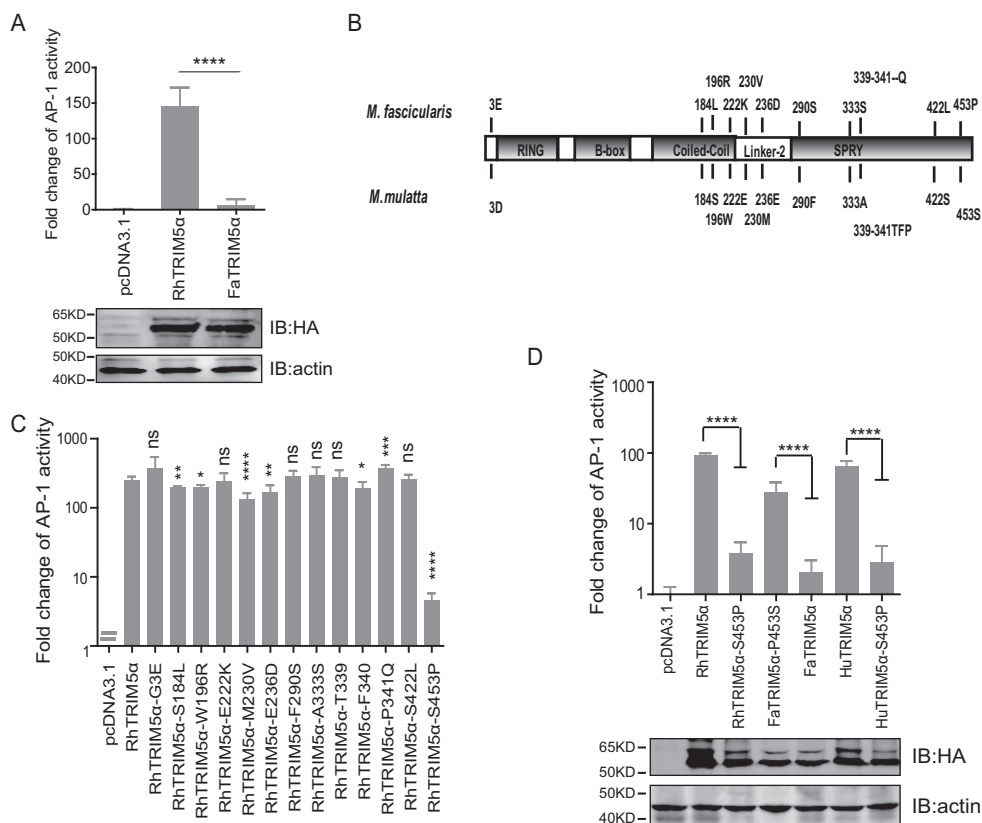 A
Fold change of AP-1 activity
200
150
100
50
0
****
pcDNA3.1
RhTRIM5α
FaTRIM5α
65KD
50KD
IB:HA
50KD
40KD
IB:actin
B
339-341--Q
196R 230V
3E
184L 222K 236D
290S 333S
422L 453P
M. fascicularis
RING
B-box
Coiled-Coil
Linker-2
SPRY
M.mulatta
3D
184S 222E 236E
290F 333A
422S
453S
196W 230M
339-341TFP
C
Fold change of AP-1 activity
1000
100
10
1
ns
**
*
ns
****
**
ns
ns
ns
*
***
ns
****
pcDNA3.1
RhTRIM5α
RhTRIM5α-G3E
RhTRIM5α-S184L
RhTRIM5α-W196R
RhTRIM5α-E222K
RhTRIM5α-M230V
RhTRIM5α-E236D
RhTRIM5α-F290S
RhTRIM5α-A333S
RhTRIM5α-T339
RhTRIM5α-F340
RhTRIM5α-P341Q
RhTRIM5α-S422L
RhTRIM5α-S453P
D
Fold change of AP-1 activity
1000
100
10
1
****
****
****
pcDNA3.1
RhTRIM5α
RhTRIM5α-S453P
FaTRIM5α-P453S
FaTRIM5α
HuTRIM5α
HuTRIM5α-S453P
65KD
50KD
IB:HA
50KD
40KD
IB:actin